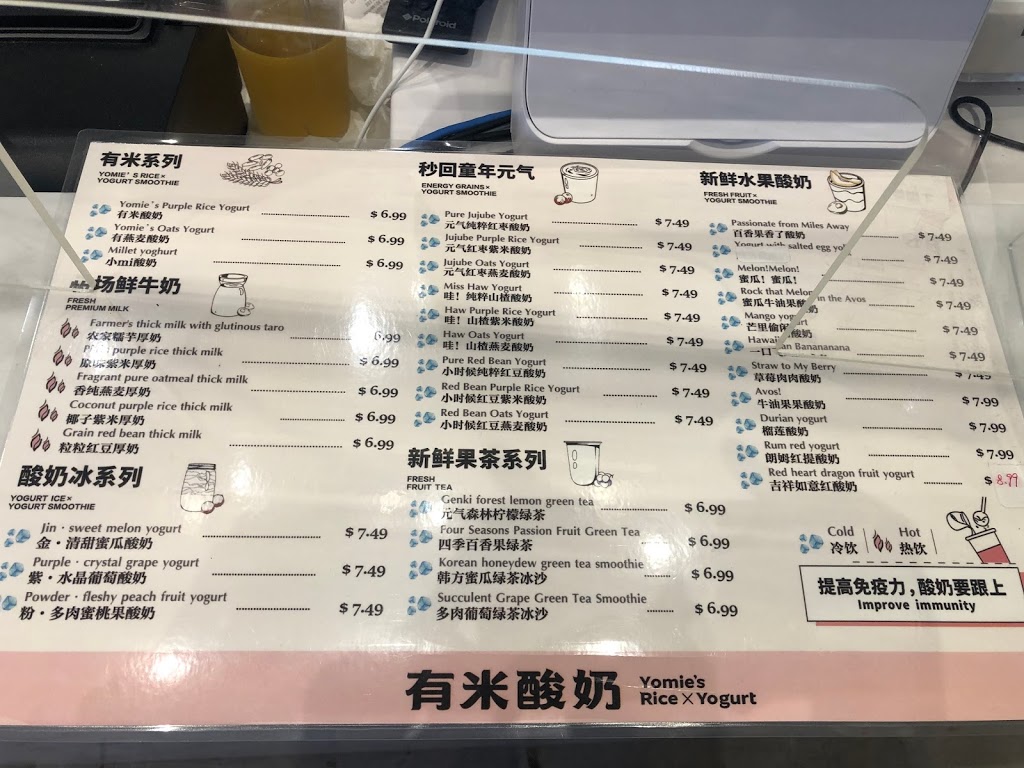 Polaroid
有米系列
YOMIE'S RICE×
YOGURT SMOOTHIE
Yomie's Purple Rice Yogurt
有米酸奶 $ 6.99
Yomie's Oats Yogurt
有燕麦酸奶 $ 6.99
Millet yoghurt
小mi酸奶 $ 6.99
场鲜牛奶
FRESH
PREMIUM MILK
Farmer's thick milk with glutinous taro
农家糯芋厚奶 6.99
purple rice thick milk
原味紫米厚奶 $ 6.99
Fragrant pure oatmeal thick milk
香纯燕麦厚奶 $ 6.99
Coconut purple rice thick milk
椰子紫米厚奶 $ 6.99
Grain red bean thick milk
粒粒红豆厚奶 $ 6.99
酸奶冰系列
YOGURT ICE×
YOGURT SMOOTHIE
Jin · sweet melon yogurt
金·清甜蜜瓜酸奶 $ 7.49
Purple · crystal grape yogurt
紫·水晶葡萄酸奶 $ 7.49
Powder · fleshy peach fruit yogurt
粉·多肉蜜桃果酸奶 $ 7.49
秒回童年元气
ENERGY GRAINS×
YOGURT SMOOTHIE
Pure Jujube Yogurt
元气纯粹红枣酸奶 $ 7.49
Jujube Purple Rice Yogurt
元气红枣紫米酸奶 $ 7.49
Jujube Oats Yogurt
元气红枣燕麦酸奶 $ 7.49
Miss Haw Yogurt
哇！纯粹山楂酸奶 $ 7.49
Haw Purple Rice Yogurt
哇！山楂紫米酸奶 $ 7.49
Haw Oats Yogurt
哇！山楂燕麦酸奶 $ 7.49
Pure Red Bean Yogurt
小时候纯粹红豆酸奶 $ 7.49
Red Bean Purple Rice Yogurt
小时候红豆紫米酸奶 $ 7.49
Red Bean Oats Yogurt
小时候红豆燕麦酸奶 $ 7.49
新鲜果茶系列
FRESH
FRUIT TEA
Genki forest lemon green tea
元气森林柠檬绿茶 $ 6.99
Four Seasons Passion Fruit Green Tea
四季百香果绿茶 $ 6.99
Korean honeydew green tea smoothie
韩方蜜瓜绿茶冰沙 $ 6.99
Succulent Grape Green Tea Smoothie
多肉葡萄绿茶冰沙 $ 6.99
新鲜水果酸奶
FRESH FRUIT×
YOGURT SMOOTHIE
Passionate from Miles Away
百香果香了酸奶 $ 7.49
Yogurt with salted egg yol
$ 7.49
Melon!Melon!
蜜瓜！蜜瓜！ $ 7.49
Rock that Melon in the Avos
蜜瓜牛油果酸奶 $ 7.49
Mango yogurt
芒里偷 酸奶 $ 7.49
Hawai an Banananana
一口 $ 7.49
Straw to My Berry
草莓肉肉酸奶 $ 7.49
Avos!
牛油果果酸奶 $ 7.99
Durian yogurt
榴莲酸奶 $ 7.99
Rum red yogurt
朗姆红提酸奶 $ 7.99
Red heart dragon fruit yogurt
吉祥如意红酸奶 $ 8.99
Cold
冷饮
Hot
热饮
提高免疫力，酸奶要跟上
Improve immunity
有米酸奶
Yomie's
Rice×Yogurt